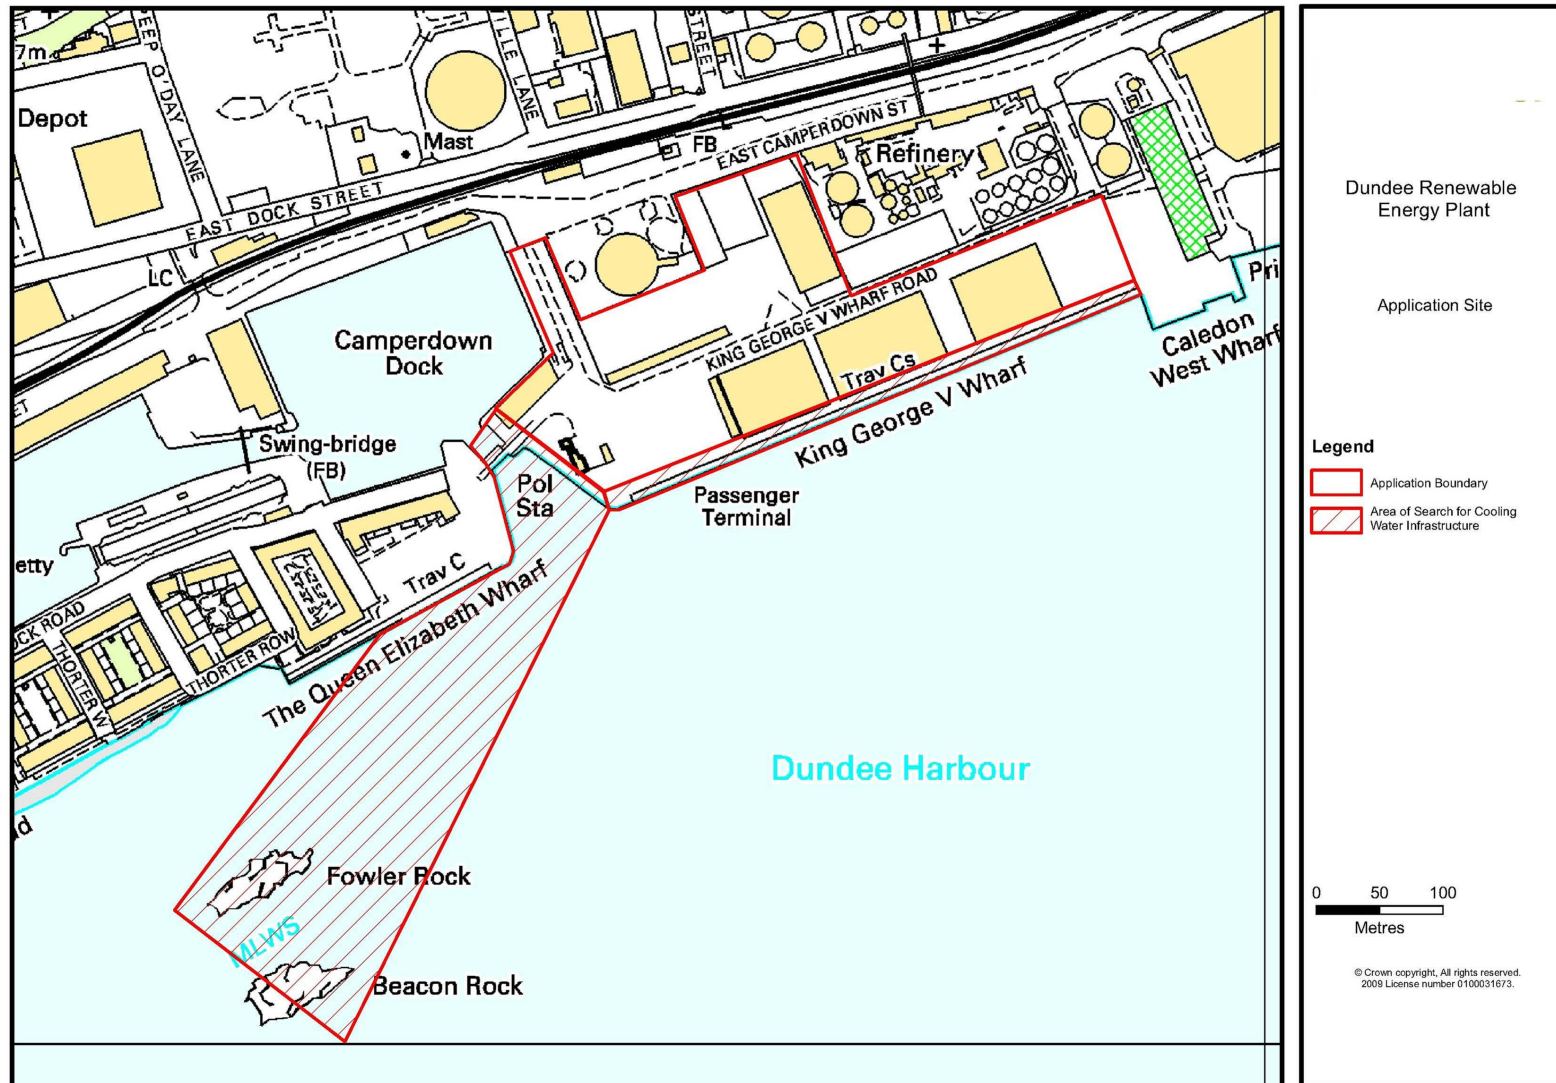 7m
EEP O'DAY LANE
LLE LANE
STREET
Depot
Mast
FB
EAST CAMPERDOWN ST
Refinery
EAST DOCK STREET
LC
Camperdown
Dock
KING GEORGE V WHARF ROAD
Trav Cs
King George V Wharf
Caledon
West Wharf
Pri
ET
Swing-bridge
(FB)
Pol
Sta
Passenger
Terminal
etty
Trav C
The Queen Elizabeth Wharf
OCK ROAD
THORTER ROW
THORTER W
Dundee Harbour
Fowler Rock
MLWS
Beacon Rock
Dundee Renewable
Energy Plant
Application Site
Legend
Application Boundary
Area of Search for Cooling
Water Infrastructure
0 50 100
Metres
© Crown copyright, All rights reserved.
2009 License number 0100031673.